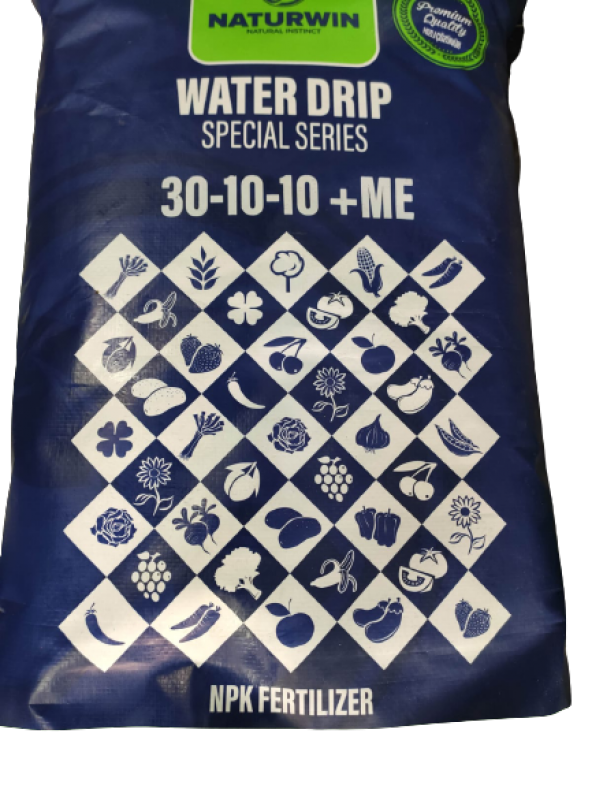 NATURWIN
NATURAL INSTINCT
Premium
Quality
WATER DRIP
SPECIAL SERIES
30-10-10 +ME
NPK FERTILIZER